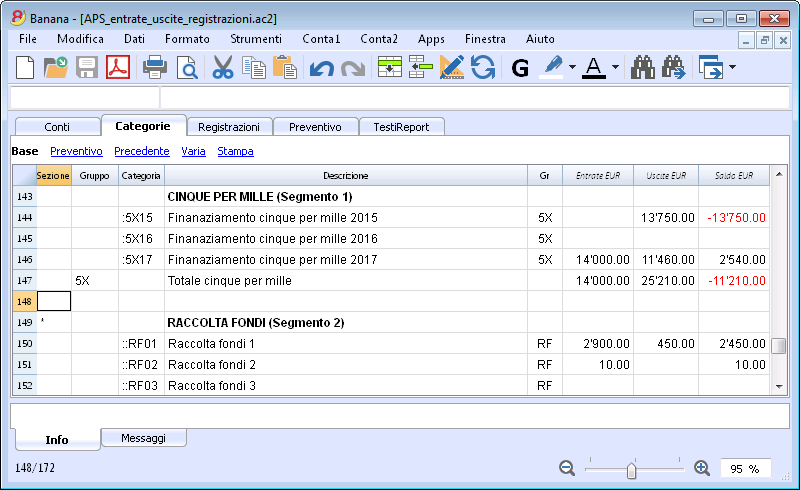 Banana - [APS_entrate_uscite_registrazioni.ac2]
File Modifica Dati Formato Strumenti Conta1 Conta2 Apps Finestra Aiuto
G A
Conti Categorie Registrazioni Preventivo TestiReport
Base Preventivo Precedente Varia Stampa
Sezione Gruppo Categoria Descrizione Gr Entrate EUR Uscite EUR Saldo EUR
143 CINQUE PER MILLE (Segmento 1)
144 :5X15 Finanaziamento cinque per mille 2015 5X 13'750.00 -13'750.00
145 :5X16 Finanaziamento cinque per mille 2016 5X
146 :5X17 Finanaziamento cinque per mille 2017 5X 14'000.00 11'460.00 2'540.00
147 5X Totale cinque per mille 14'000.00 25'210.00 -11'210.00
148
149 * RACCOLTA FONDI (Segmento 2)
150 ::RF01 Raccolta fondi 1 RF 2'900.00 450.00 2'450.00
151 ::RF02 Raccolta fondi 2 RF 10.00 10.00
152 ::RF03 Raccolta fondi 3 RF
Info Messaggi
148/172 95 %